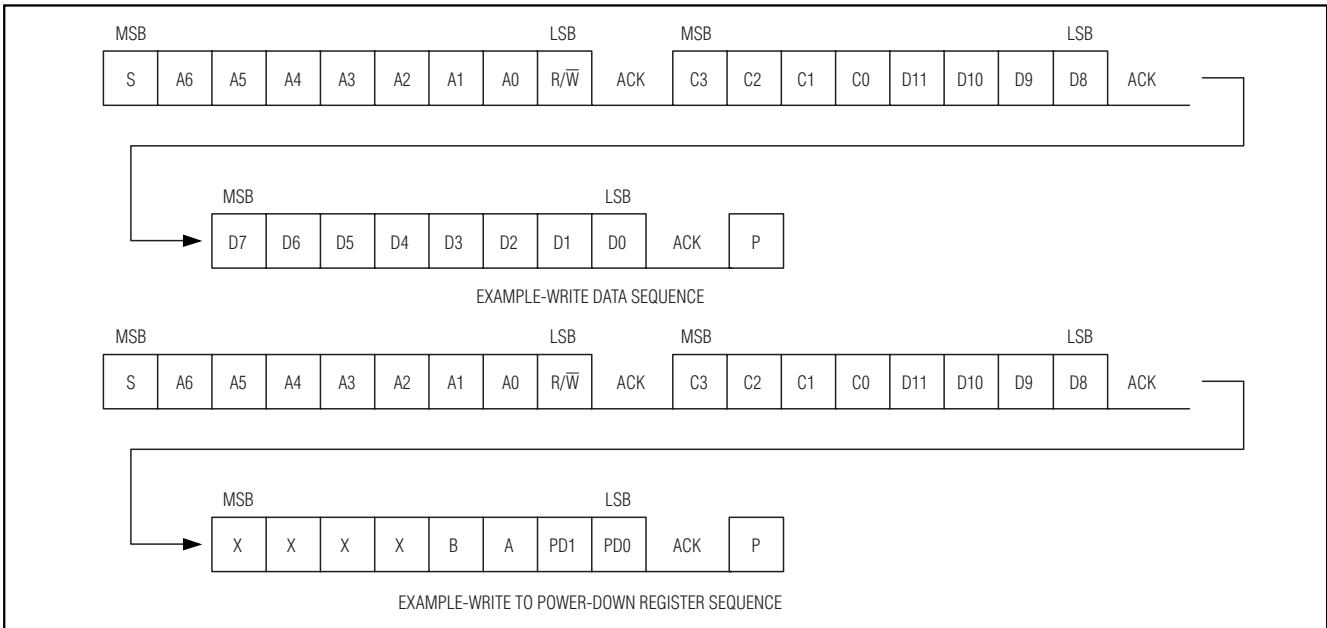 MSB LSB MSB LSB
S A6 A5 A4 A3 A2 A1 A0 R/W̅ ACK C3 C2 C1 C0 D11 D10 D9 D8 ACK
MSB LSB
D7 D6 D5 D4 D3 D2 D1 D0 ACK P
EXAMPLE-WRITE DATA SEQUENCE
MSB LSB MSB LSB
S A6 A5 A4 A3 A2 A1 A0 R/W̅ ACK C3 C2 C1 C0 D11 D10 D9 D8 ACK
MSB LSB
X X X X B A PD1 PD0 ACK P
EXAMPLE-WRITE TO POWER-DOWN REGISTER SEQUENCE